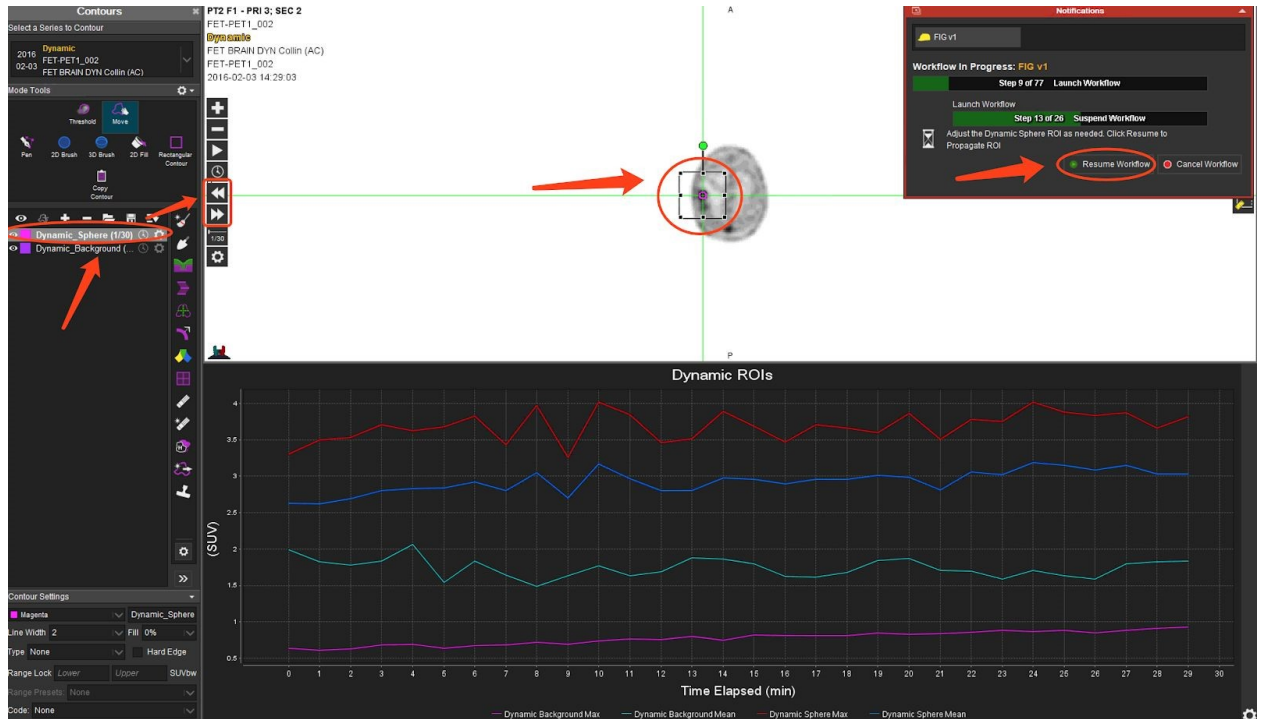 Contours
Select a Series to Contour
2016
02-03
Dynamic
FET-PET1_002
FET BRAIN DYN Collin (AC)
Mode Tools
Threshold
Move
Pen
2D Brush
3D Brush
2D Fill
Rectangular
Contour
Copy
Contour
Dynamic_Sphere (1/30)
Dynamic_Background (...
Contour Settings
Magenta
Dynamic_Sphere
Line Width 2
Fill 0%
Type None
Hard Edge
Range Lock Lower Upper SUVbw
Range Presets: None
Code: None
PT2 F1 - PRI 3; SEC 2
FET-PET1_002
Dynamic
FET BRAIN DYN Collin (AC)
FET-PET1_002
2016-02-03 14:29:03
1/30
A
P
Notifications
FIG v1
Workflow In Progress: FIG v1
Step 9 of 77 Launch Workflow
Launch Workflow
Step 13 of 26 Suspend Workflow
Adjust the Dynamic Sphere ROI as needed. Click Resume to
Propagate ROI
Resume Workflow
Cancel Workflow
Dynamic ROIs
(SUV)
4
3.5
3
2.5
2
1.5
1
0.5
0 1 2 3 4 5 6 7 8 9 10 11 12 13 14 15 16 17 18 19 20 21 22 23 24 25 26 27 28 29 30
Time Elapsed (min)
Dynamic Background Max
Dynamic Background Mean
Dynamic Sphere Max
Dynamic Sphere Mean